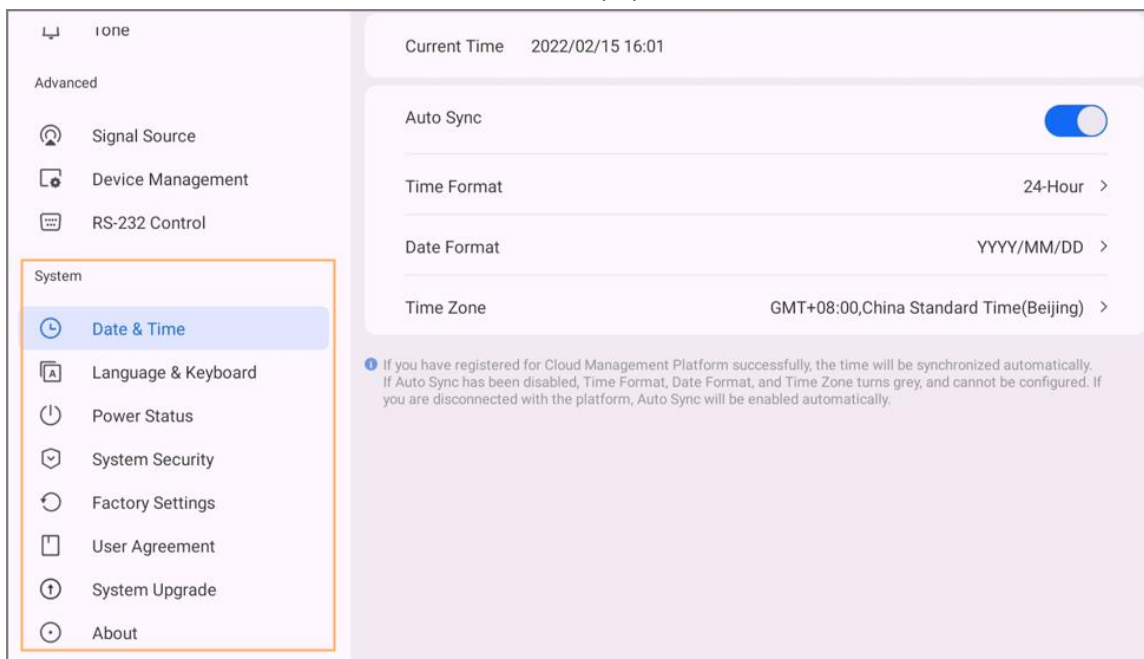 Tone
Advanced
Signal Source
Device Management
RS-232 Control
System
Date & Time
Language & Keyboard
Power Status
System Security
Factory Settings
User Agreement
System Upgrade
About
Current Time 2022/02/15 16:01
Auto Sync
Time Format 24-Hour
Date Format YYYY/MM/DD
Time Zone GMT+08:00,China Standard Time(Beijing)
If you have registered for Cloud Management Platform successfully, the time will be synchronized automatically.
If Auto Sync has been disabled, Time Format, Date Format, and Time Zone turns grey, and cannot be configured. If
you are disconnected with the platform, Auto Sync will be enabled automatically.